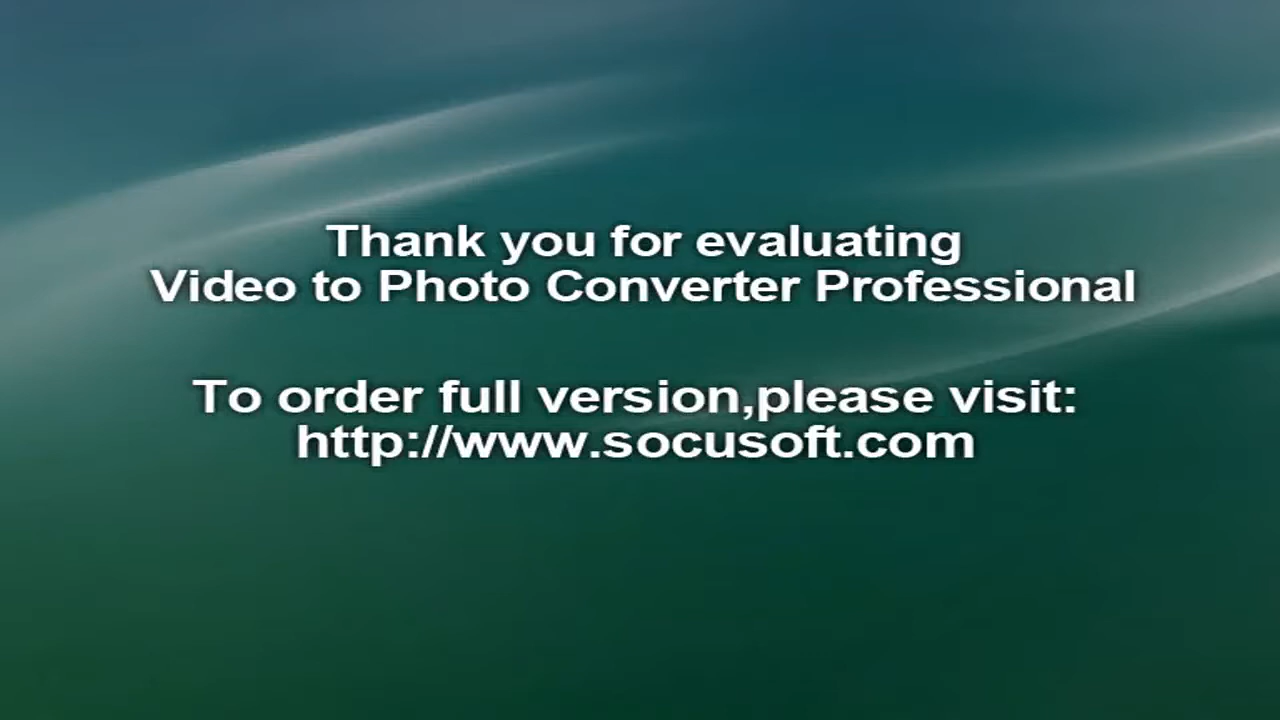 Thank you for evaluating
Video to Photo Converter Professional
To order full version,please visit:
http://www.socusoft.com